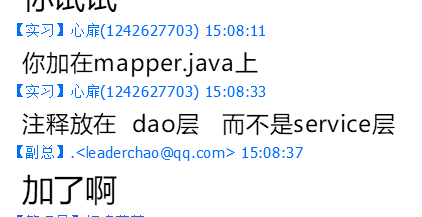 你试试
【实习】心扉(1242627703) 15:08:11
你加在mapper.java上
【实习】心扉(1242627703) 15:08:33
注释放在 dao层 而不是service层
【副总】.<leaderchao@qq.com> 15:08:37
加了啊